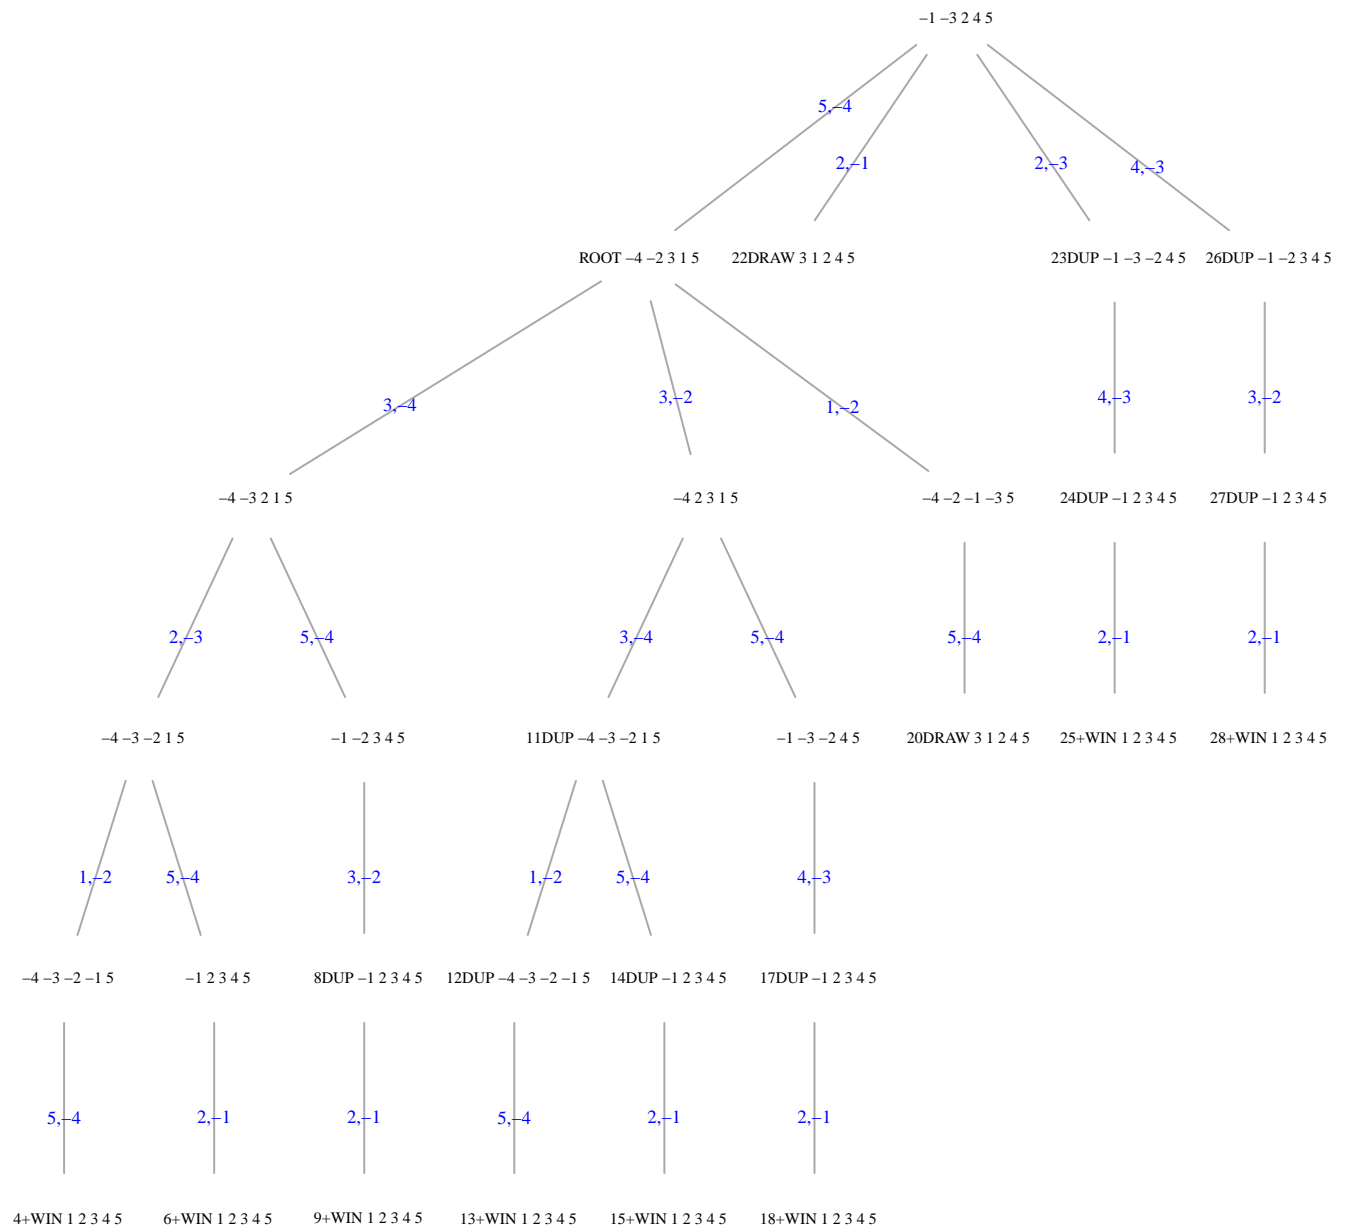 −1 −3 2 4 5
5,−4
2,−1
2,−3
4,−3
ROOT −4 −2 3 1 5
22DRAW 3 1 2 4 5
23DUP −1 −3 −2 4 5
26DUP −1 −2 3 4 5
3,−4
3,−2
1,−2
4,−3
3,−2
−4 −3 2 1 5
−4 2 3 1 5
−4 −2 −1 −3 5
24DUP −1 2 3 4 5
27DUP −1 2 3 4 5
2,−3
5,−4
3,−4
5,−4
5,−4
2,−1
2,−1
−4 −3 −2 1 5
−1 −2 3 4 5
11DUP −4 −3 −2 1 5
−1 −3 −2 4 5
20DRAW 3 1 2 4 5
25+WIN 1 2 3 4 5
28+WIN 1 2 3 4 5
1,−2
5,−4
3,−2
1,−2
5,−4
4,−3
−4 −3 −2 −1 5
−1 2 3 4 5
8DUP −1 2 3 4 5
12DUP −4 −3 −2 −1 5
14DUP −1 2 3 4 5
17DUP −1 2 3 4 5
5,−4
2,−1
2,−1
5,−4
2,−1
2,−1
4+WIN 1 2 3 4 5
6+WIN 1 2 3 4 5
9+WIN 1 2 3 4 5
13+WIN 1 2 3 4 5
15+WIN 1 2 3 4 5
18+WIN 1 2 3 4 5